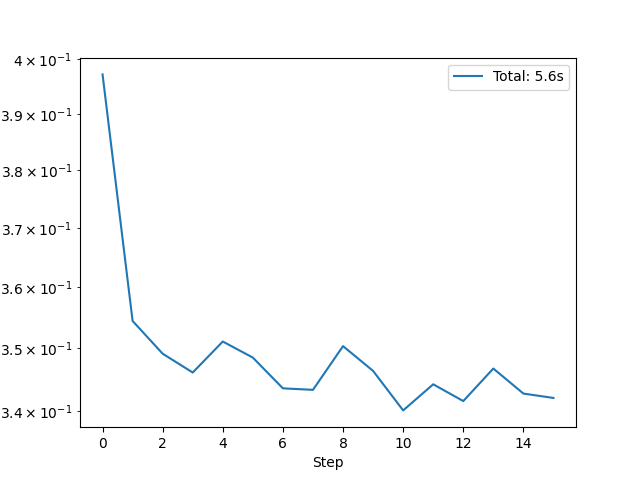 4 × 10⁻¹
3.9 × 10⁻¹
3.8 × 10⁻¹
3.7 × 10⁻¹
3.6 × 10⁻¹
3.5 × 10⁻¹
3.4 × 10⁻¹
Total: 5.6s
0 2 4 6 8 10 12 14
Step